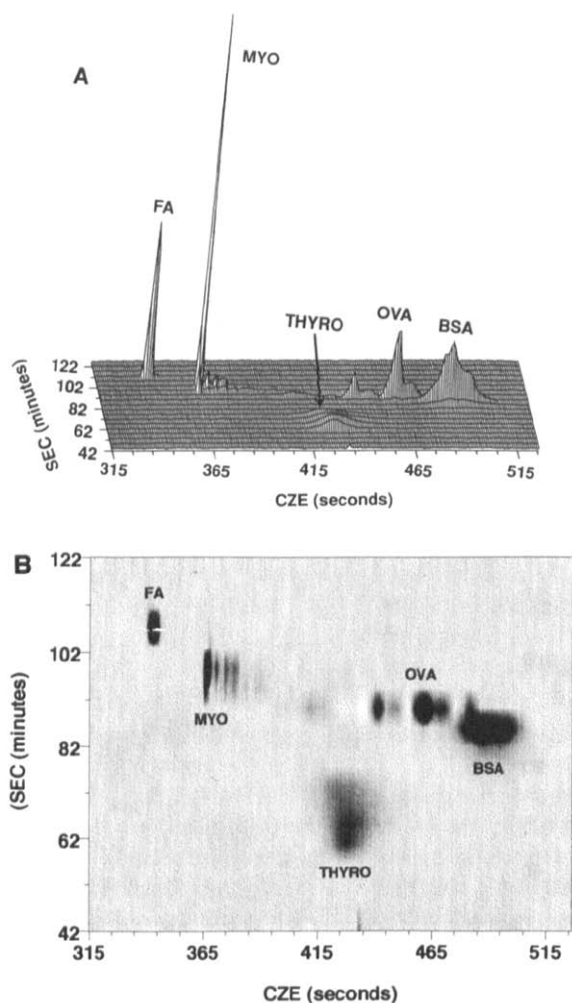 A
MYO
FA
THYRO
OVA
BSA
SEC (minutes)
122
102
82
62
42
315 365 415 465 515
CZE (seconds)
B
122
102
82
62
42
(SEC (minutes)
FA
MYO
OVA
BSA
THYRO
315 365 415 465 515
CZE (seconds)